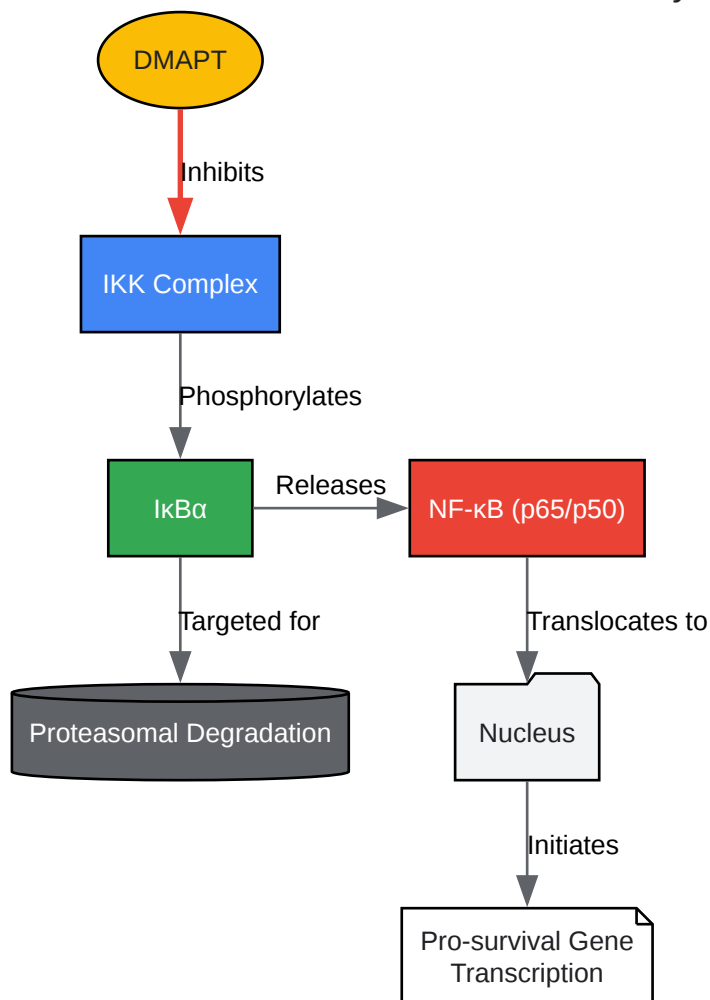 DMAPT
Inhibits
IKK Complex
Phosphorylates
IκBα
Releases
NF-κB (p65/p50)
Targeted for
Translocates to
Proteasomal Degradation
Nucleus
Initiates
Pro-survival Gene
Transcription